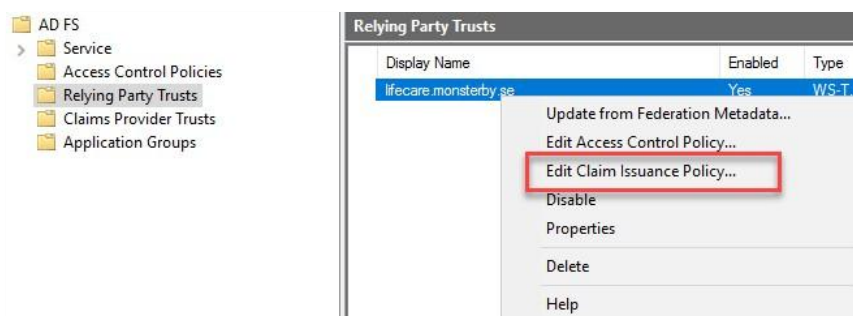 AD FS
Service
Access Control Policies
Relying Party Trusts
Claims Provider Trusts
Application Groups
Relying Party Trusts
Display Name Enabled Type
lifecare.monsterby.se Yes WS-T...
Update from Federation Metadata...
Edit Access Control Policy...
Edit Claim Issuance Policy...
Disable
Properties
Delete
Help